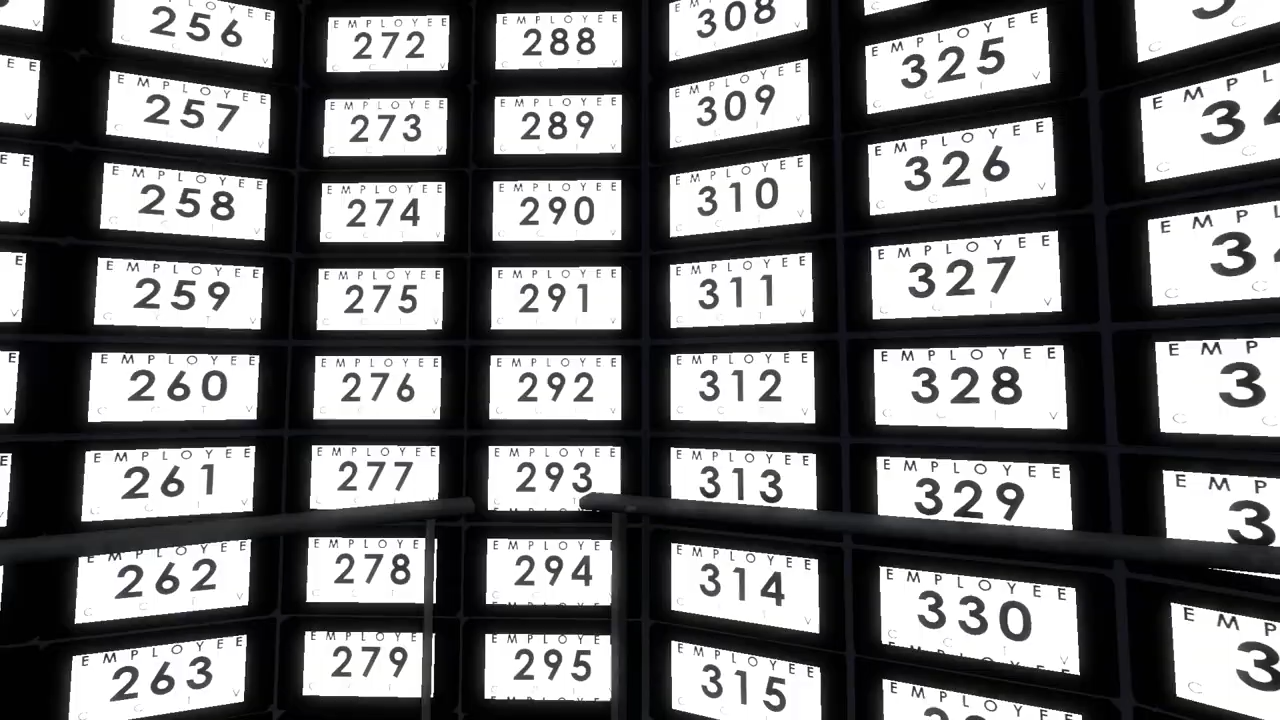 256
EMPLOYEE
272
EMPLOYEE
288
308
EMPLOYEE
257
EMPLOYEE
273
EMPLOYEE
289
EMPLOYEE
309
EMPLOYEE
325
EMPLOYEE
258
EMPLOYEE
274
EMPLOYEE
290
EMPLOYEE
310
EMPLOYEE
326
EMPLOYEE
259
EMPLOYEE
275
EMPLOYEE
291
EMPLOYEE
311
EMPLOYEE
327
EMPLOYEE
260
EMPLOYEE
276
EMPLOYEE
292
EMPLOYEE
312
EMPLOYEE
328
EMPLOYEE
261
EMPLOYEE
277
EMPLOYEE
293
EMPLOYEE
313
EMPLOYEE
329
EMPLOYEE
262
EMPLOYEE
278
EMPLOYEE
294
EMPLOYEE
314
EMPLOYEE
330
EMPLOYEE
263
EMPLOYEE
279
EMPLOYEE
295
EMPLOYEE
315